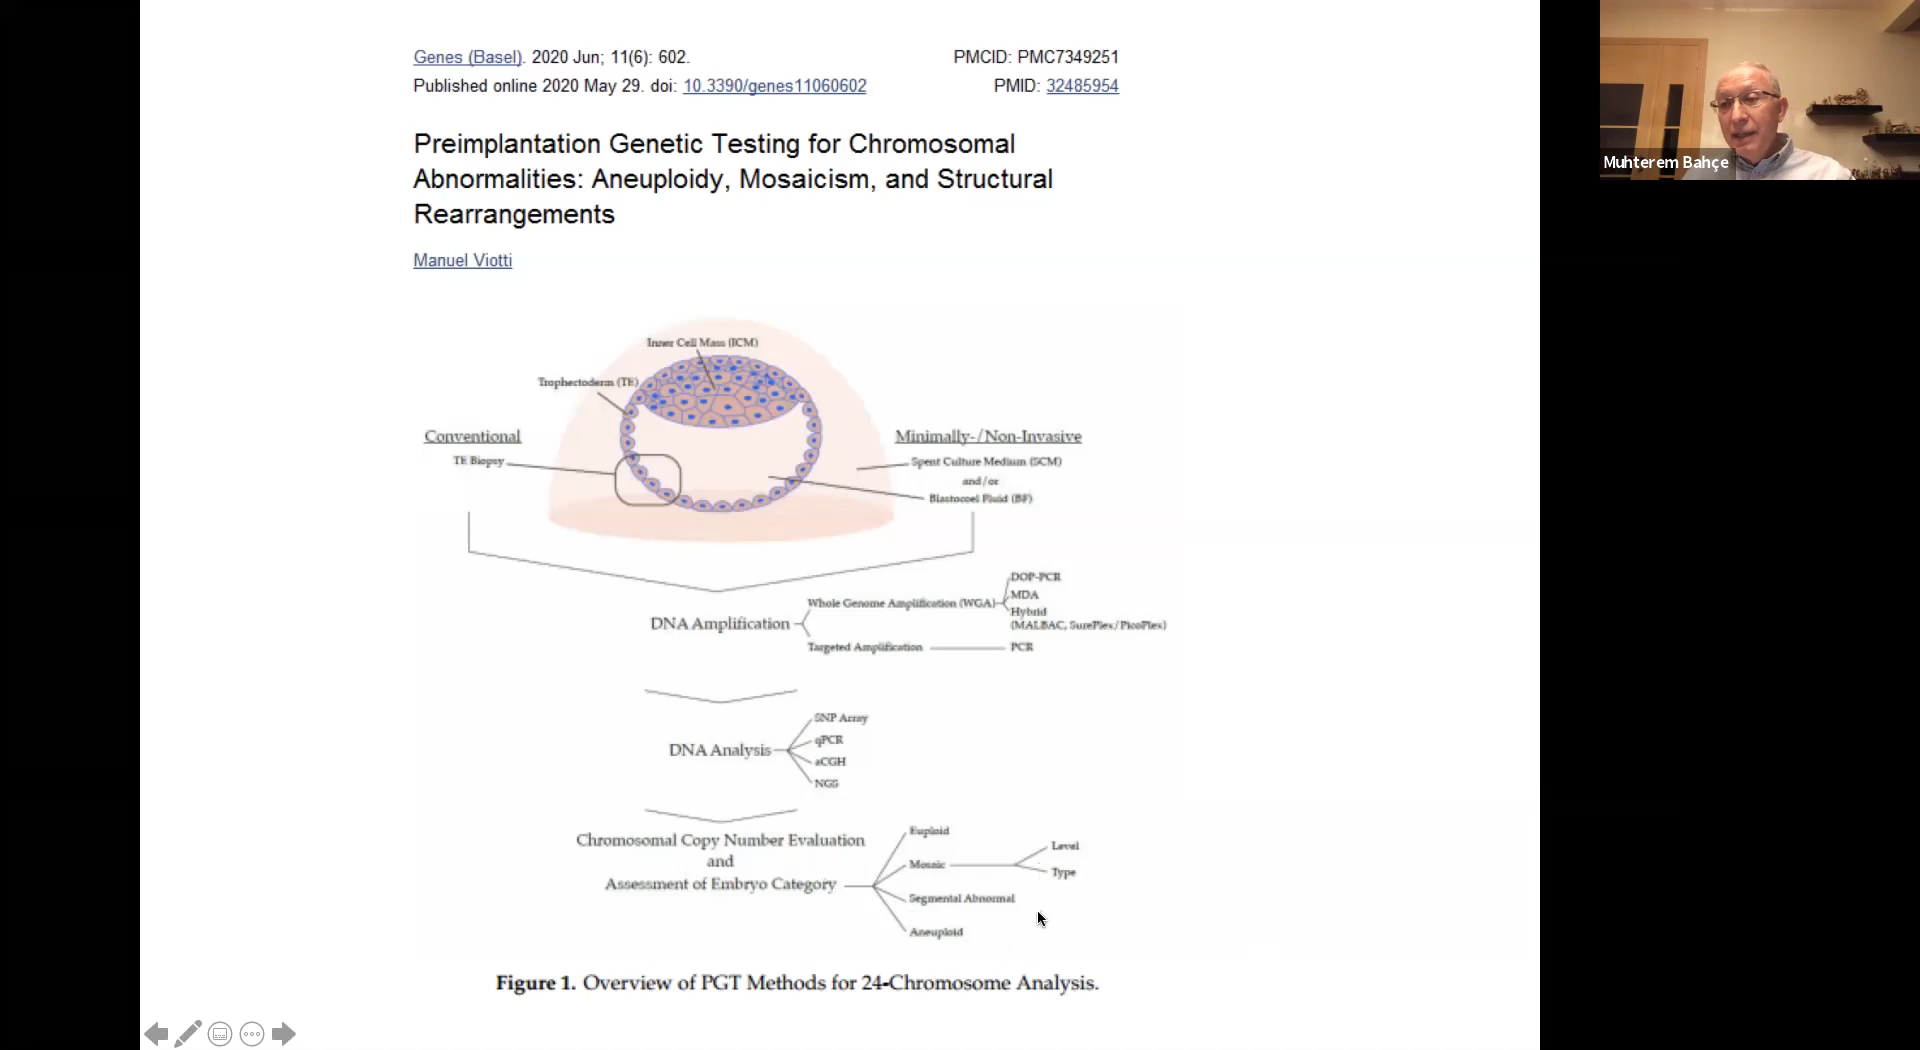 Genes (Basel). 2020 Jun; 11(6): 602.
PMCID: PMC7349251
Published online 2020 May 29. doi: 10.3390/genes11060602
PMID: 32485954
Preimplantation Genetic Testing for Chromosomal
Abnormalities: Aneuploidy, Mosaicism, and Structural
Rearrangements
Manuel Viotti
Muhterem Bahçe
Inner Cell Mass (ICM)
Trophectoderm (TE)
Conventional
TE Biopsy
Minimally-/Non-Invasive
Spent Culture Medium (SCM)
and/or
Blastocoel Fluid (BF)
DNA Amplification
Whole Genome Amplification (WGA)
DOP-PCR
MDA
Hybrid
(MALBAC, SurePlex/PicoPlex)
Targeted Amplification
PCR
DNA Analysis
SNP Array
qPCR
aCGH
NGS
Chromosomal Copy Number Evaluation
and
Assessment of Embryo Category
Euploid
Mosaic
Level
Type
Segmental Abnormal
Aneuploid
Figure 1. Overview of PGT Methods for 24-Chromosome Analysis.